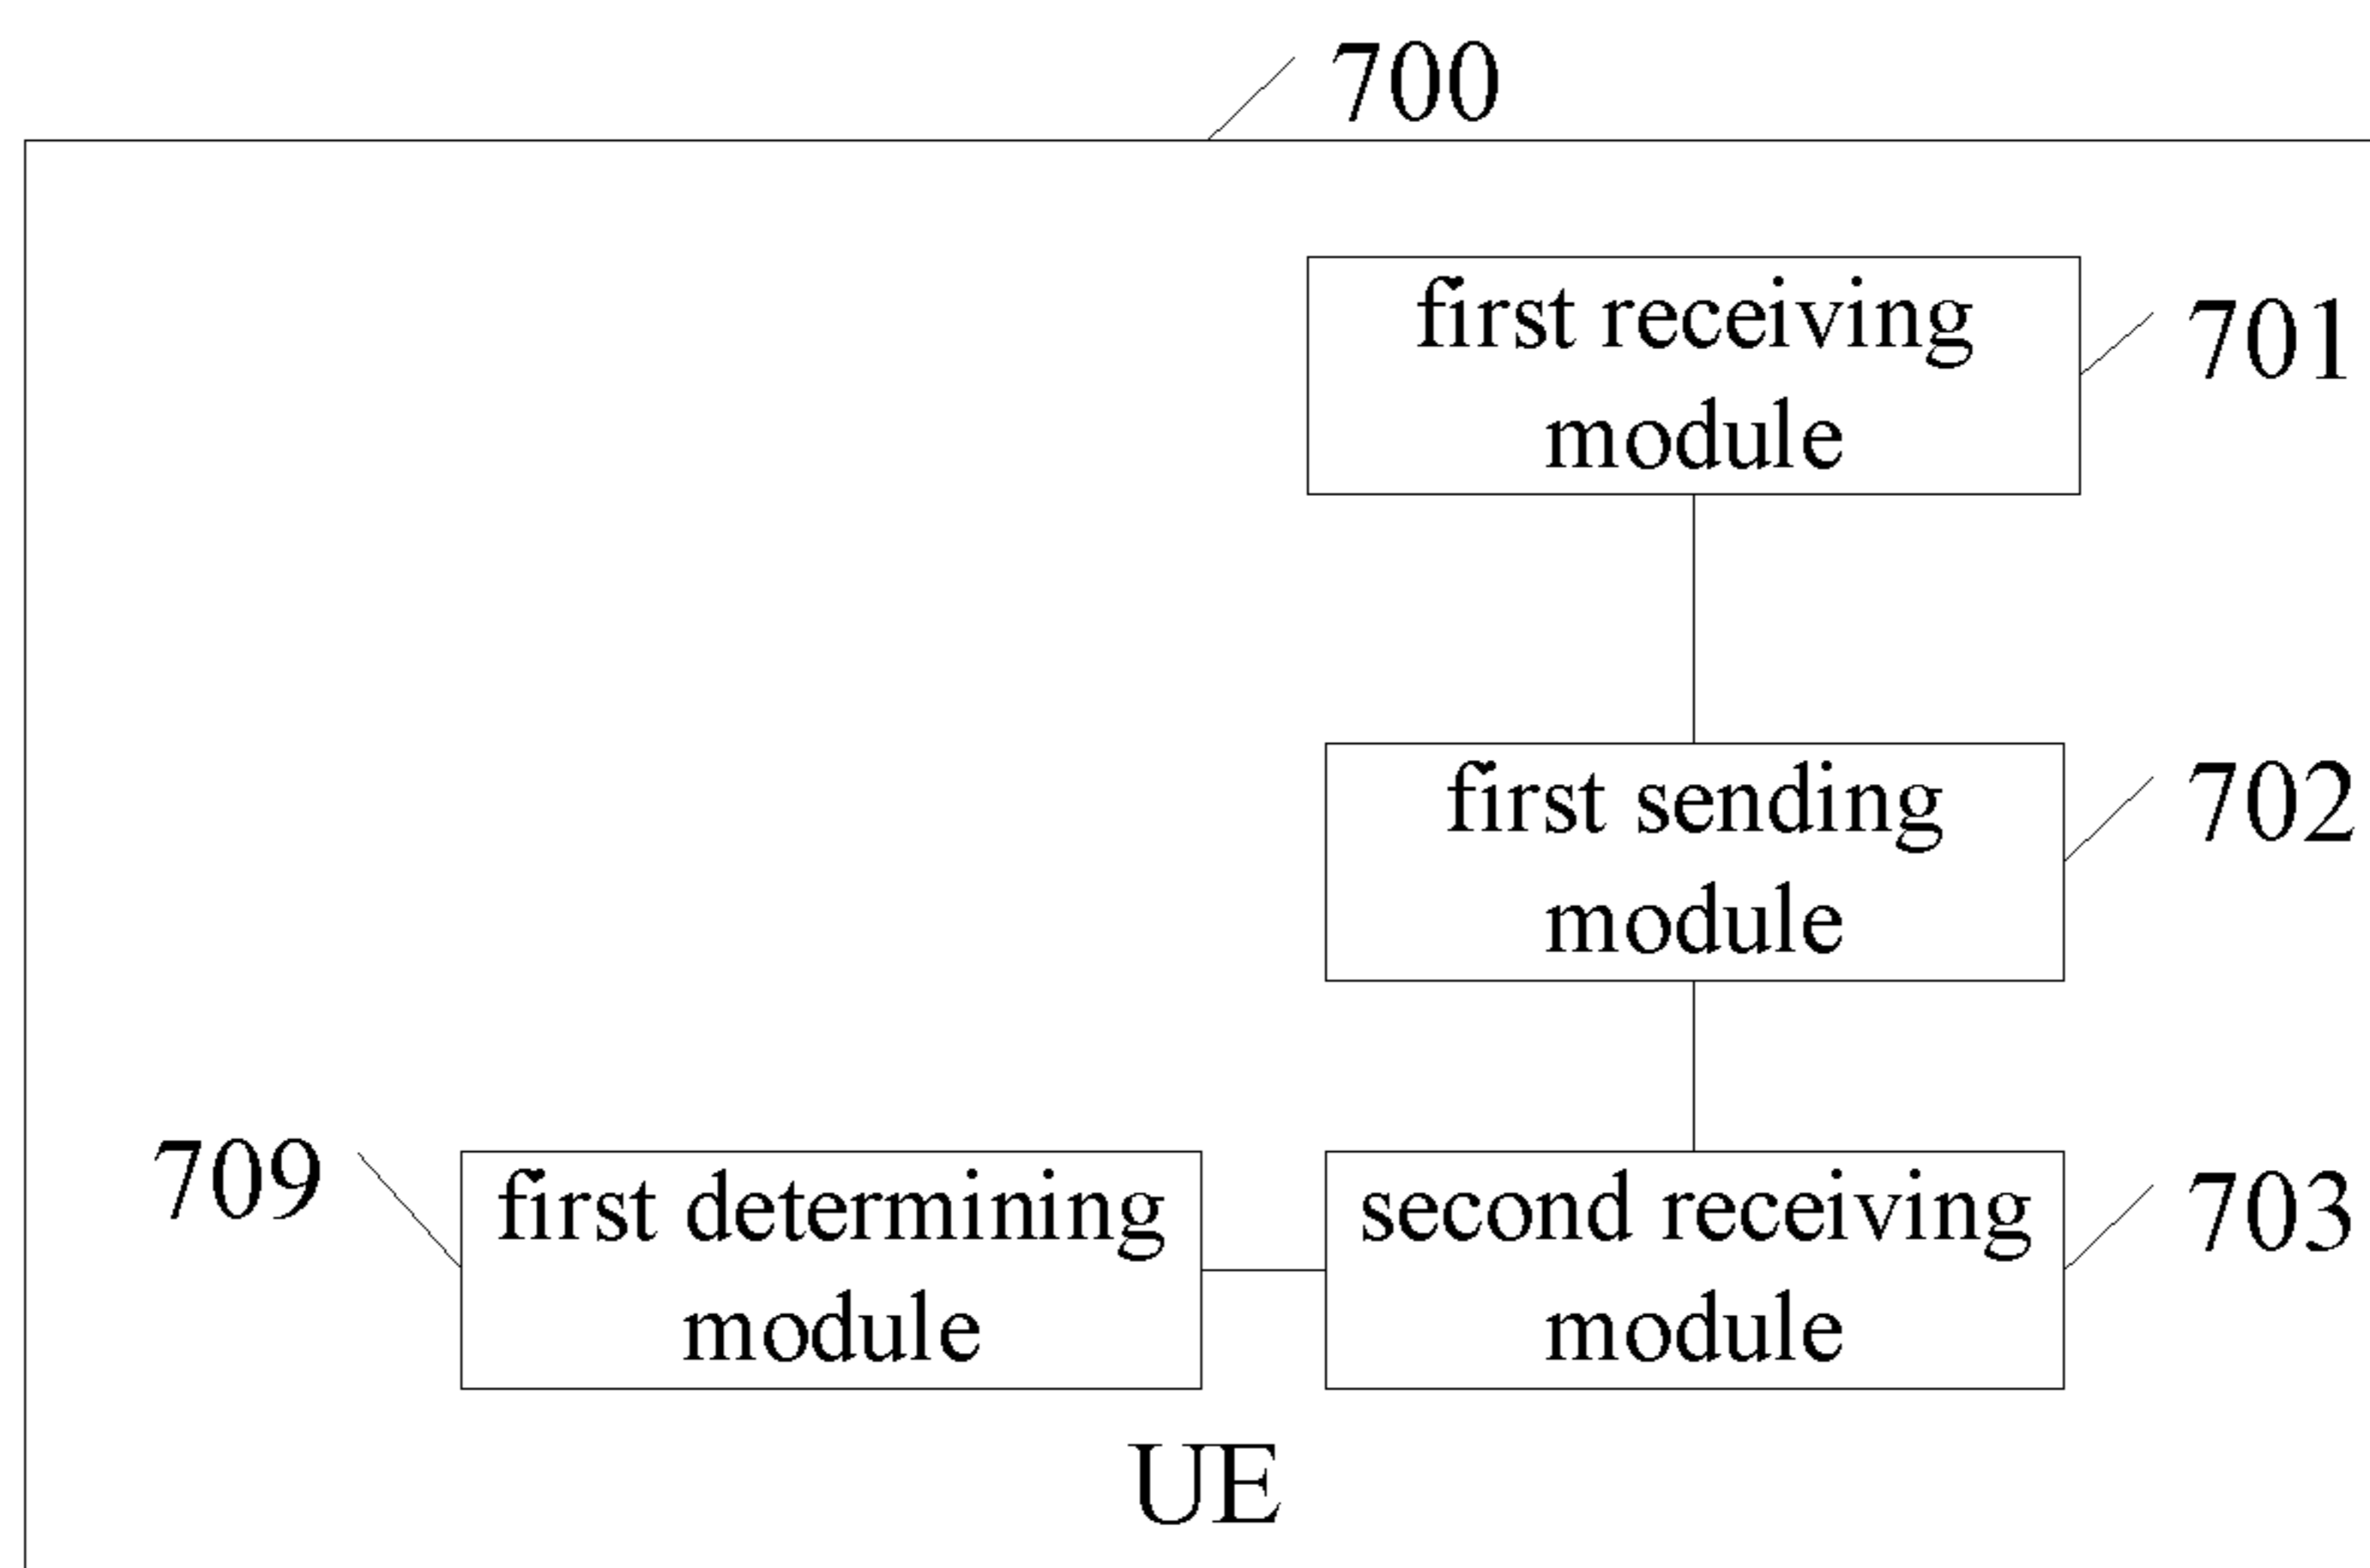 700
first receiving
module
701
first sending
module
702
709
first determining
module
second receiving
module
703
UE